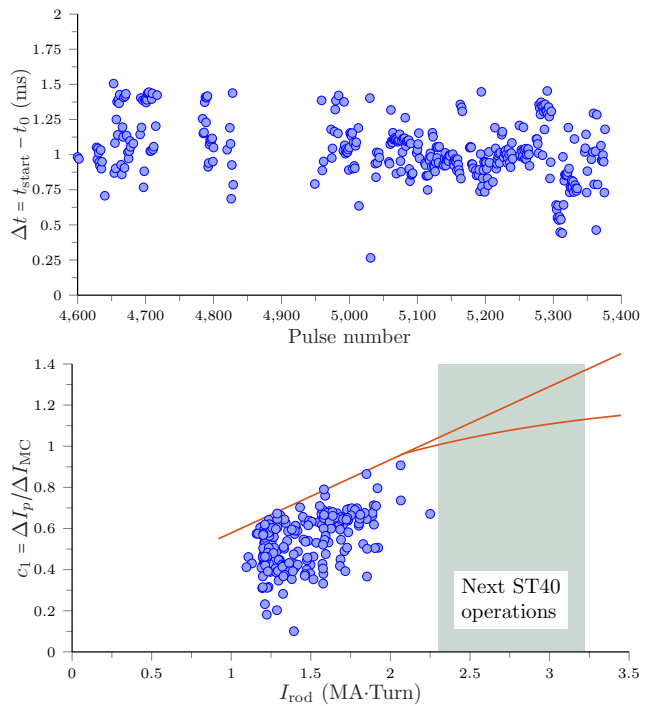 2
1.75
1.5
1.25
1
0.75
0.5
0.25
0
Δt = t_start − t_0 (ms)
4,600 4,700 4,800 4,900 5,000 5,100 5,200 5,300 5,400
Pulse number
1.4
1.2
1
0.8
0.6
0.4
0.2
0
c_1 = ΔI_p/ΔI_MC
Next ST40
operations
0 0.5 1 1.5 2 2.5 3 3.5
I_rod (MA·Turn)